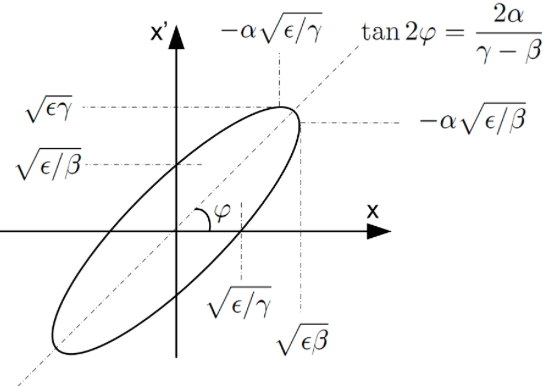 x’
−α√ϵ/γ
tan 2φ = 2α / γ − β
√ϵγ
−α√ϵ/β
√ϵ/β
φ
x
√ϵ/γ
√ϵβ